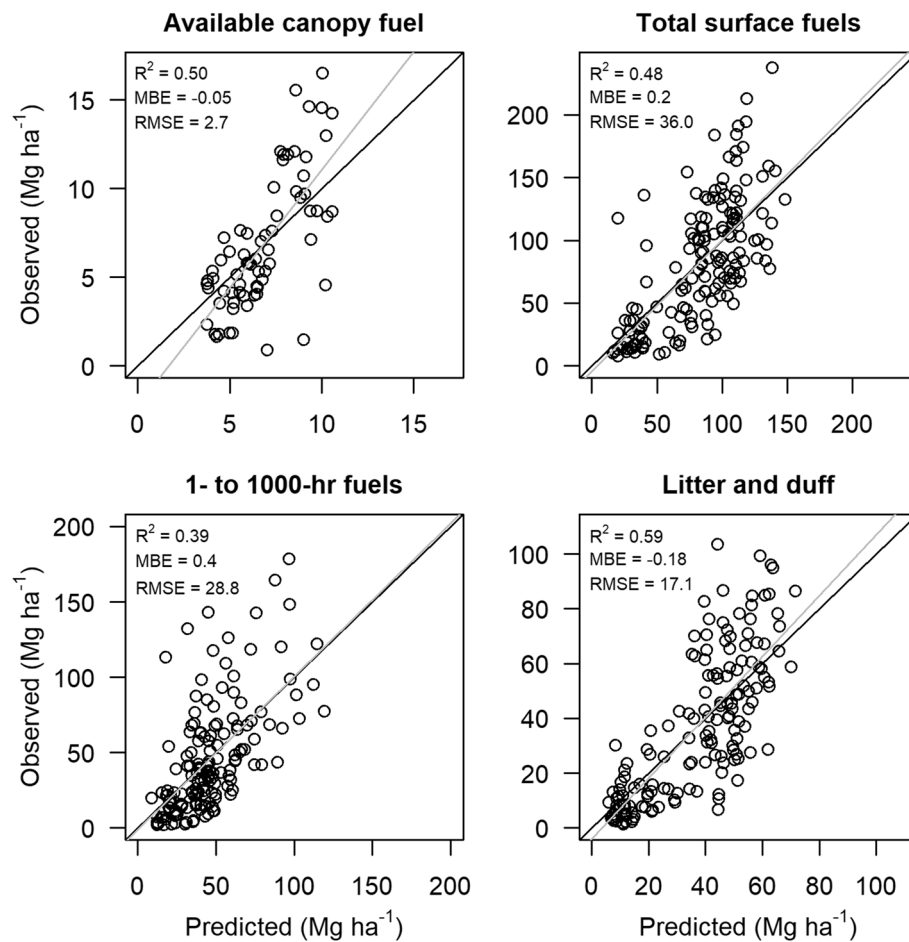 Available canopy fuel
R² = 0.50
MBE = -0.05
RMSE = 2.7
Observed (Mg ha⁻¹)
15
10
5
0
0 5 10 15
Total surface fuels
R² = 0.48
MBE = 0.2
RMSE = 36.0
200
150
100
50
0
0 50 100 150 200
1- to 1000-hr fuels
R² = 0.39
MBE = 0.4
RMSE = 28.8
Observed (Mg ha⁻¹)
200
150
100
50
0
0 50 100 150 200
Predicted (Mg ha⁻¹)
Litter and duff
R² = 0.59
MBE = -0.18
RMSE = 17.1
100
80
60
40
20
0
0 20 40 60 80 100
Predicted (Mg ha⁻¹)